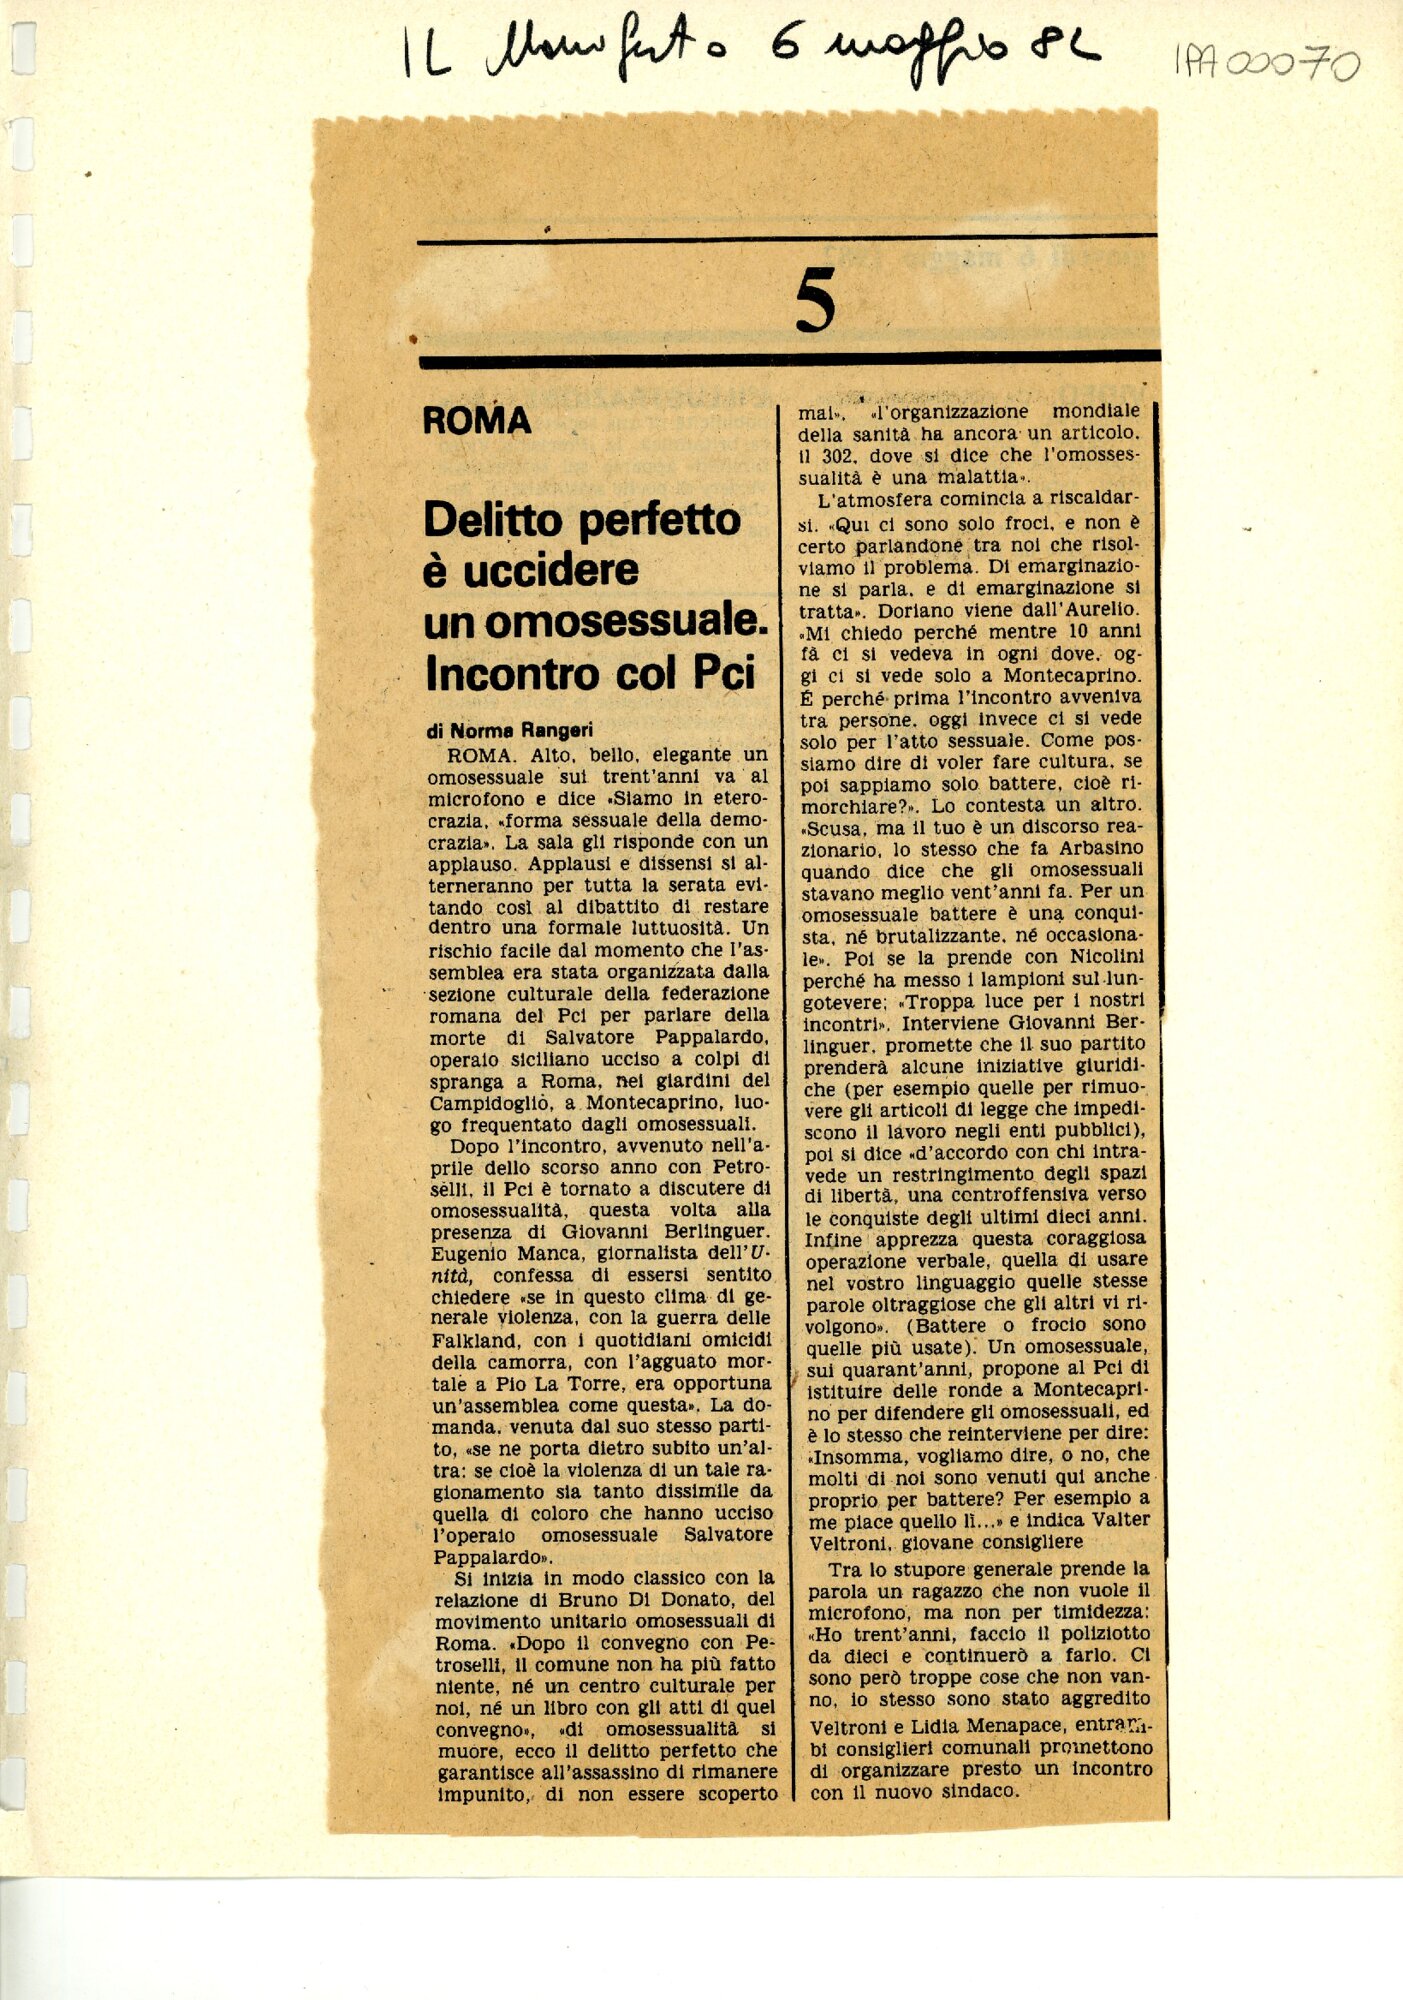 IL Manifesto 6 maggio 82
IPA00070
5
ROMA
Delitto perfetto
è uccidere
un omosessuale.
Incontro col Pci
di Norma Rangeri
ROMA. Alto, bello, elegante un
omosessuale sui trent'anni va al
microfono e dice «Siamo in etero-
crazia, «forma sessuale della demo-
crazia». La sala gli risponde con un
applauso. Applausi e dissensi si al-
terneranno per tutta la serata evi-
tando così al dibattito di restare
dentro una formale luttuosità. Un
rischio facile dal momento che l'as-
semblea era stata organizzata dalla
sezione culturale della federazione
romana del Pci per parlare della
morte di Salvatore Pappalardo,
operaio siciliano ucciso a colpi di
spranga a Roma, nei giardini del
Campidoglio, a Montecaprino, luo-
go frequentato dagli omosessuali.
Dopo l'incontro, avvenuto nell'a-
prile dello scorso anno con Petro-
selli, il Pci è tornato a discutere di
omosessualità, questa volta alla
presenza di Giovanni Berlinguer.
Eugenio Manca, giornalista dell'U-
nità, confessa di essersi sentito
chiedere «se in questo clima di ge-
nerale violenza, con la guerra delle
Falkland, con i quotidiani omicidi
della camorra, con l'agguato mor-
tale a Pio La Torre, era opportuna
un'assemblea come questa». La do-
manda, venuta dal suo stesso parti-
to, «se ne porta dietro subito un'al-
tra: se cioè la violenza di un tale ra-
gionamento sia tanto dissimile da
quella di coloro che hanno ucciso
l'operaio omosessuale Salvatore
Pappalardo».
Si inizia in modo classico con la
relazione di Bruno Di Donato, del
movimento unitario omosessuali di
Roma. «Dopo il convegno con Pe-
troselli, il comune non ha più fatto
niente, né un centro culturale per
noi, né un libro con gli atti di quel
convegno», «di omosessualità si
muore, ecco il delitto perfetto che
garantisce all'assassino di rimanere
impunito, di non essere scoperto
mai», «l'organizzazione mondiale
della sanità ha ancora un articolo,
il 302, dove si dice che l'omosses-
sualità è una malattia».
L'atmosfera comincia a riscaldar-
si. «Qui ci sono solo froci, e non è
certo parlandone tra noi che risol-
viamo il problema. Di emarginazio-
ne si parla, e di emarginazione si
tratta». Doriano viene dall'Aurelio.
«Mi chiedo perché mentre 10 anni
fà ci si vedeva in ogni dove, og-
gi ci si vede solo a Montecaprino.
É perché prima l'incontro avveniva
tra persone, oggi invece ci si vede
solo per l'atto sessuale. Come pos-
siamo dire di voler fare cultura, se
poi sappiamo solo battere, cioè ri-
morchiare?». Lo contesta un altro.
«Scusa, ma il tuo è un discorso rea-
zionario, lo stesso che fa Arbasino
quando dice che gli omosessuali
stavano meglio vent'anni fa. Per un
omosessuale battere è una conqui-
sta, né brutalizzante, né occasiona-
le». Poi se la prende con Nicolini
perché ha messo i lampioni sul lun-
gotevere; «Troppa luce per i nostri
incontri». Interviene Giovanni Ber-
linguer, promette che il suo partito
prenderà alcune iniziative giuridi-
che (per esempio quelle per rimuo-
vere gli articoli di legge che impedi-
scono il lavoro negli enti pubblici),
poi si dice «d'accordo con chi intra-
vede un restringimento degli spazi
di libertà, una controffensiva verso
le conquiste degli ultimi dieci anni.
Infine apprezza questa coraggiosa
operazione verbale, quella di usare
nel vostro linguaggio quelle stesse
parole oltraggiose che gli altri vi ri-
volgono». (Battere o frocio sono
quelle più usate). Un omosessuale,
sui quarant'anni, propone al Pci di
istituire delle ronde a Montecapri-
no per difendere gli omosessuali, ed
è lo stesso che reinterviene per dire:
«Insomma, vogliamo dire, o no, che
molti di noi sono venuti qui anche
proprio per battere? Per esempio a
me piace quello lì...» e indica Valter
Veltroni, giovane consigliere
Tra lo stupore generale prende la
parola un ragazzo che non vuole il
microfono, ma non per timidezza:
«Ho trent'anni, faccio il poliziotto
da dieci e continuerò a farlo. Ci
sono però troppe cose che non van-
no, io stesso sono stato aggredito
Veltroni e Lidia Menapace, entram-
bi consiglieri comunali promettono
di organizzare presto un incontro
con il nuovo sindaco.